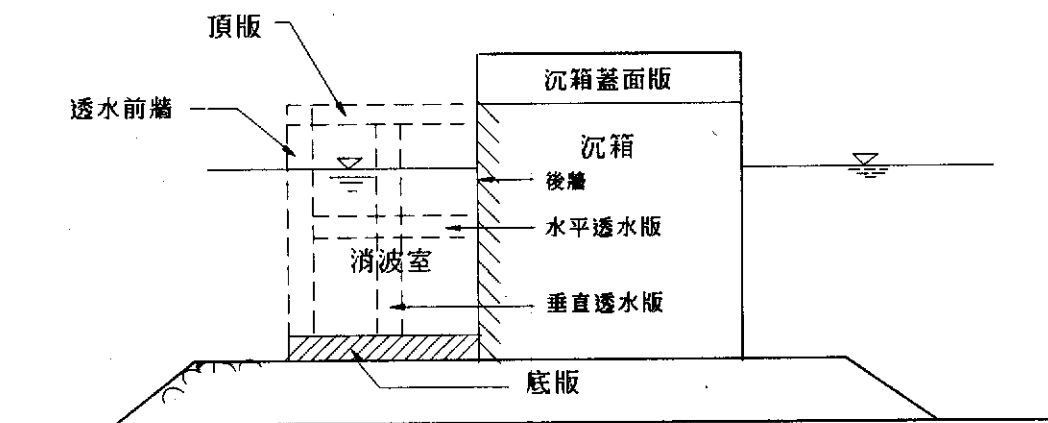 頂版
沉箱蓋面版
透水前牆
沉箱
後牆
水平透水版
消波室
垂直透水版
底版